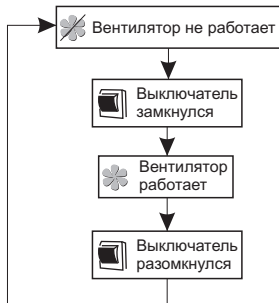 Вентилятор не работает
Выключатель
замкнулся
Вентилятор
работает
Выключатель
разомкнулся